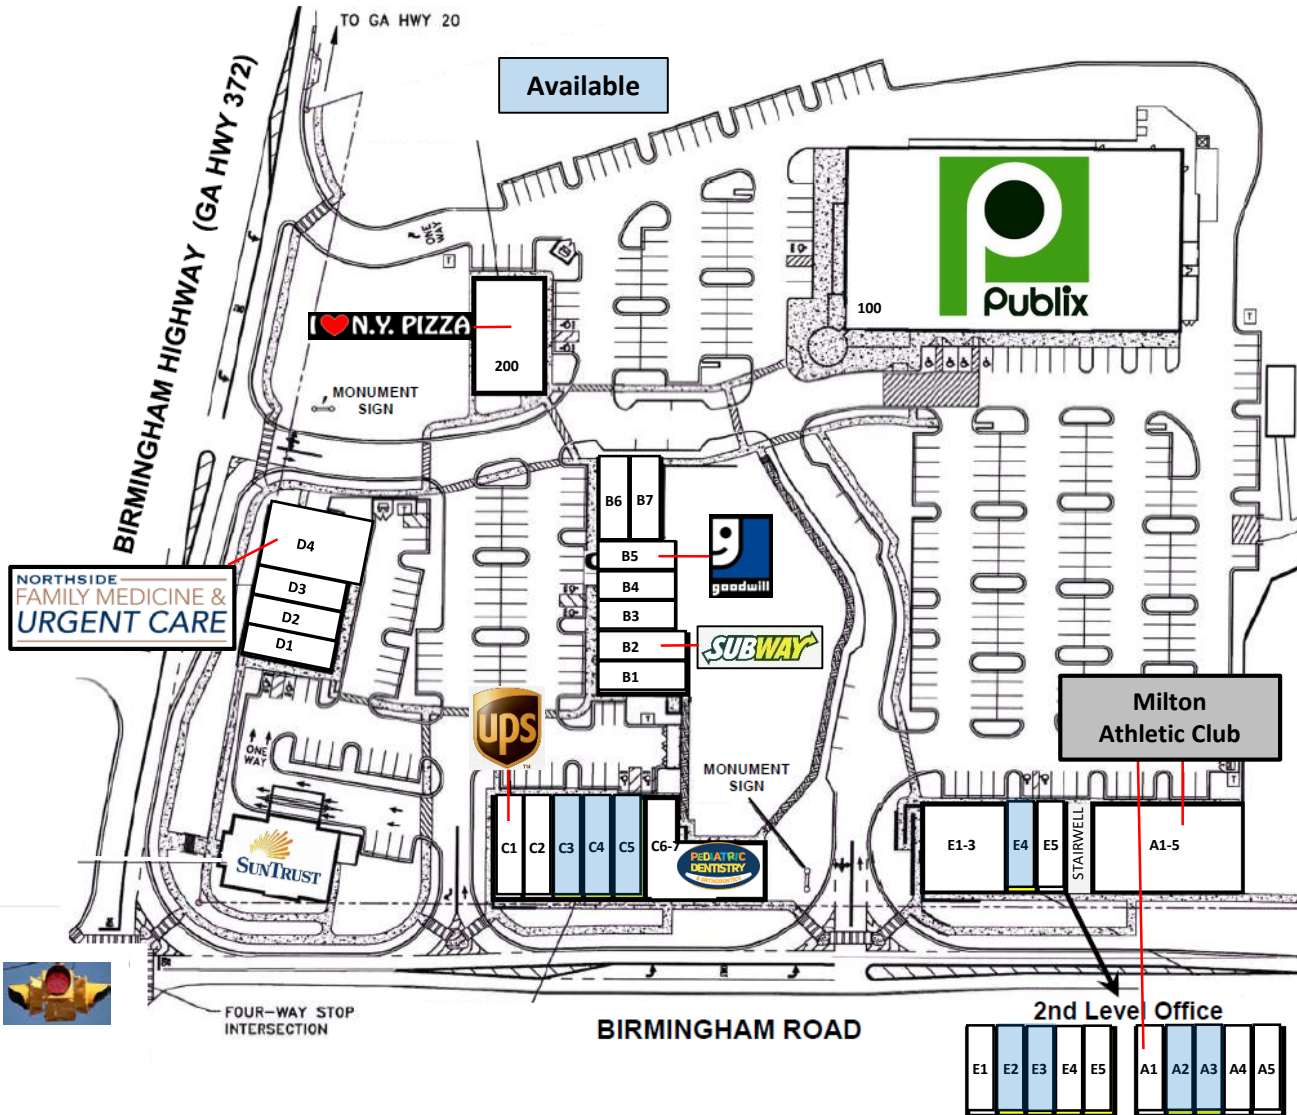 TO GA HWY 20
Available
BIRMINGHAM HIGHWAY (GA HWY 372)
ONE
WAY
T
Publix
100
T
I N.Y. PIZZA
200
MONUMENT
SIGN
B6
B7
T
D4
B5
goodwill
NORTHSIDE
FAMILY MEDICINE &
URGENT CARE
D3
D2
D1
B4
B3
B2
SUBWAY
B1
Milton
Athletic Club
ups
T
ONE
WAY
MONUMENT
SIGN
T
SUNTRUST
C1
C2
C3
C4
C5
C6-7
PEDIATRIC
DENTISTRY
& ORTHODONTICS
E1-3
E4
E5
STAIRWELL
A1-5
FOUR-WAY STOP
INTERSECTION
BIRMINGHAM ROAD
2nd Level Office
E1
E2
E3
E4
E5
A1
A2
A3
A4
A5